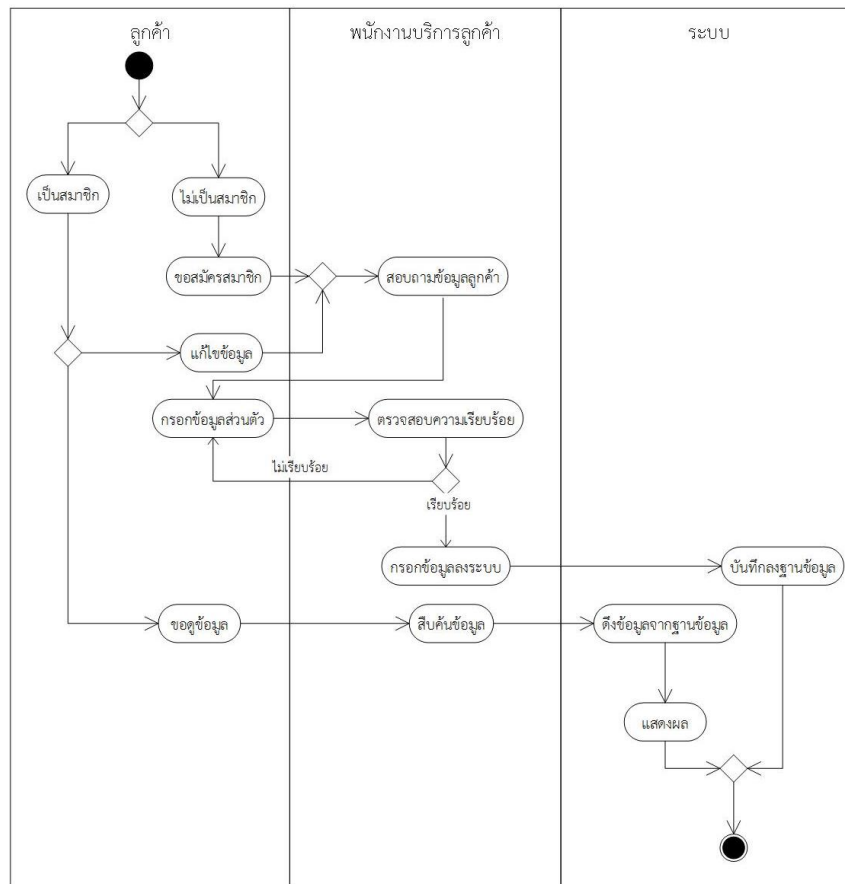 ลูกค้า
พนักงานบริการลูกค้า
ระบบ
เป็นสมาชิก
ไม่เป็นสมาชิก
ขอสมัครสมาชิก
สอบถามข้อมูลลูกค้า
แก้ไขข้อมูล
กรอกข้อมูลส่วนตัว
ตรวจสอบความเรียบร้อย
ไม่เรียบร้อย
เรียบร้อย
กรอกข้อมูลลงระบบ
บันทึกลงฐานข้อมูล
ขอดูข้อมูล
สืบค้นข้อมูล
ดึงข้อมูลจากฐานข้อมูล
แสดงผล